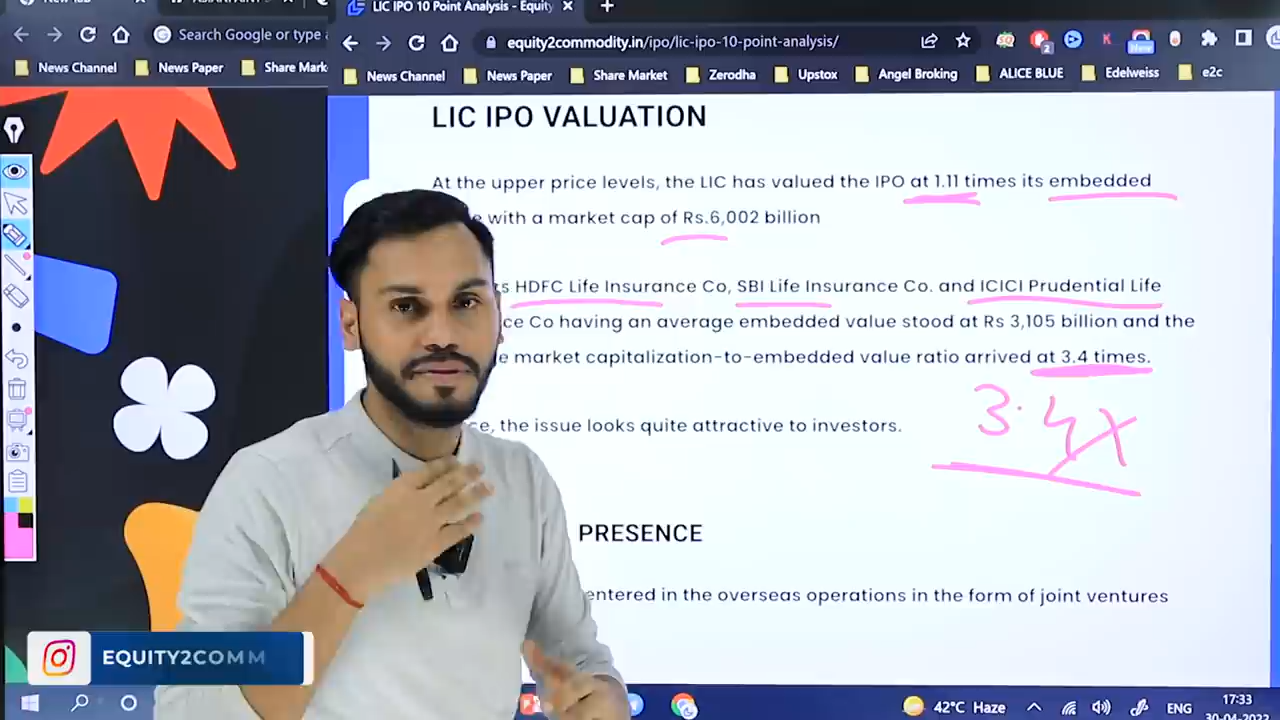 LIC IPO 10 Point Analysis - Equity
Search Google or type a
equity2commodity.in/ipo/lic-ipo-10-point-analysis/
2
New
News Channel News Paper Share Mark
News Channel News Paper Share Market Zerodha Upstox Angel Broking ALICE BLUE Edelweiss e2c
LIC IPO VALUATION
At the upper price levels, the LIC has valued the IPO at 1.11 times its embedded
with a market cap of Rs.6,002 billion
HDFC Life Insurance Co, SBI Life Insurance Co. and ICICI Prudential Life
Co having an average embedded value stood at Rs 3,105 billion and the
market capitalization-to-embedded value ratio arrived at 3.4 times.
3.4X
the issue looks quite attractive to investors.
PRESENCE
entered in the overseas operations in the form of joint ventures
EQUITY2COMM
42°C Haze
ENG
17:33
30-04-2022